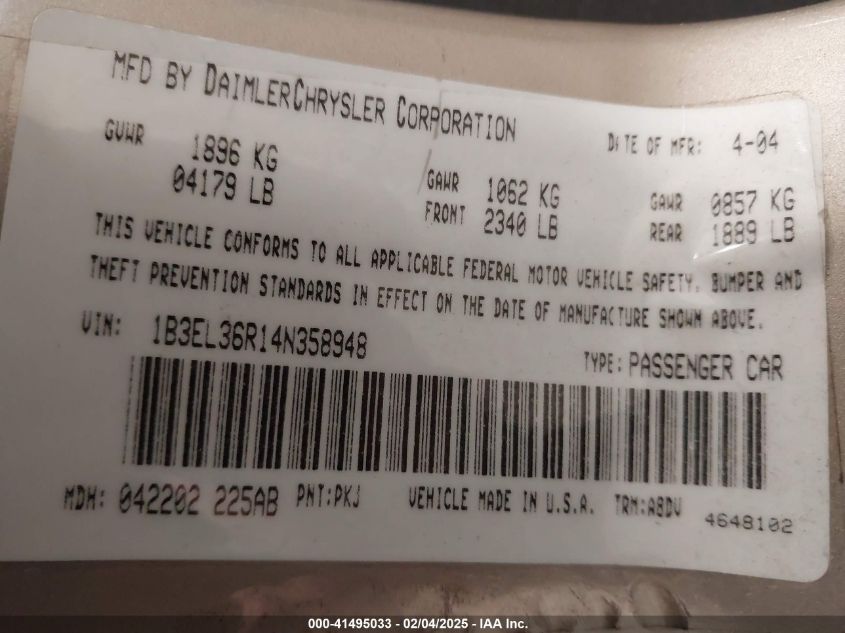 MFD BY DAIMLERCHRYSLER CORPORATION
GVWR 1896 KG 04179 LB
GAWR FRONT 1062 KG 2340 LB
DATE OF MFR: 4-04
GAWR REAR 0857 KG 1889 LB
THIS VEHICLE CONFORMS TO ALL APPLICABLE FEDERAL MOTOR VEHICLE SAFETY, BUMPER AND
THEFT PREVENTION STANDARDS IN EFFECT ON THE DATE OF MANUFACTURE SHOWN ABOVE.
VIN: 1B3EL36R14N358948
TYPE: PASSENGER CAR
MDH: 042202 225AB PNT:PKJ VEHICLE MADE IN U.S.A. TRM:A8DV
4648102
000-41495033 - 02/04/2025 - IAA Inc.